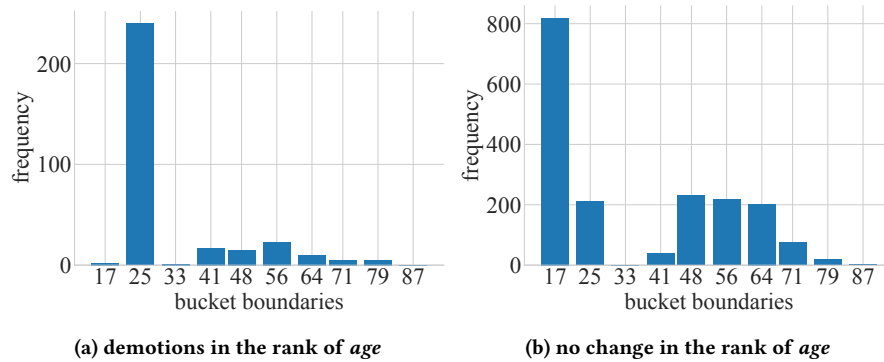 200
100
0
frequency
17 25 33 41 48 56 64 71 79 87
bucket boundaries
(a) demotions in the rank of age
800
600
400
200
0
frequency
17 25 33 41 48 56 64 71 79 87
bucket boundaries
(b) no change in the rank of age